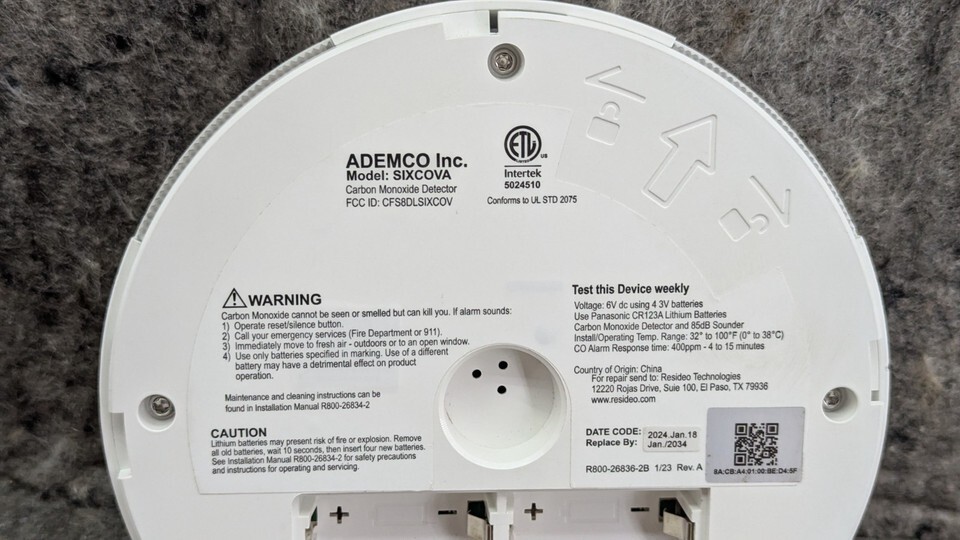 ADEMCO Inc.
Model: SIXCOVA
Carbon Monoxide Detector
FCC ID: CFS8DLSIXCOV
ETL
US
Intertek
5024510
Conforms to UL STD 2075
WARNING
Carbon Monoxide cannot be seen or smelled but can kill you. If alarm sounds:
1) Operate reset/silence button.
2) Call your emergency services (Fire Department or 911).
3) Immediately move to fresh air - outdoors or to an open window.
4) Use only batteries specified in marking. Use of a different
battery may have a detrimental effect on product
operation.
Maintenance and cleaning instructions can be
found in Installation Manual R800-26834-2
CAUTION
Lithium batteries may present risk of fire or explosion. Remove
all old batteries, wait 10 seconds, then insert four new batteries.
See Installation Manual R800-26834-2 for safety precautions
and instructions for operating and servicing.
Test this Device weekly
Voltage: 6V dc using 4 3V batteries
Use Panasonic CR123A Lithium Batteries
Carbon Monoxide Detector and 85dB Sounder
Install/Operating Temp. Range: 32° to 100°F (0° to 38°C)
CO Alarm Response time: 400ppm - 4 to 15 minutes
Country of Origin: China
For repair send to: Resideo Technologies
12220 Rojas Drive, Suie 100, El Paso, TX 79936
www.resideo.com
DATE CODE: 2024.Jan.18
Replace By: Jan./2034
R800-26836-2B 1/23 Rev. A
8A:CB:A4:01:00:BE:D4:5F
+ - + -